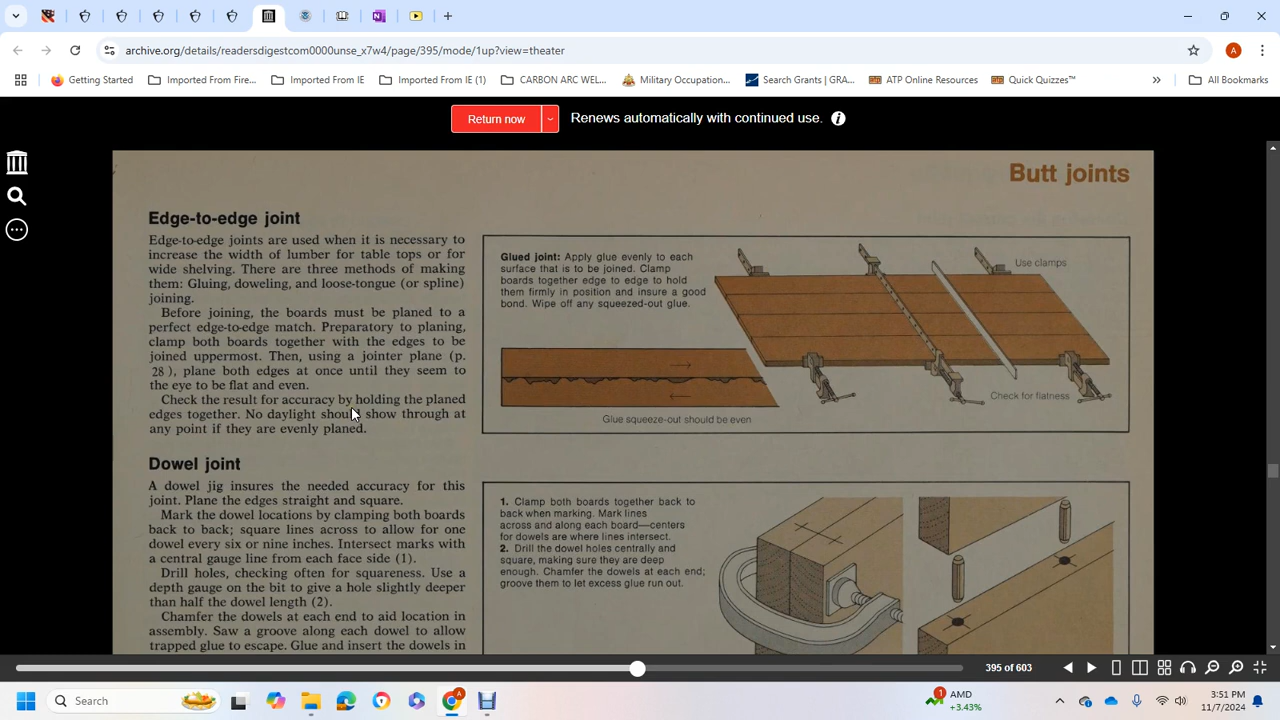 archive.org/details/readersdigestcom0000unse_x7w4/page/395/mode/1up?view=theater
A
Getting Started
Imported From Fire...
Imported From IE
Imported From IE (1)
CARBON ARC WEL...
Military Occupation...
Search Grants | GRA...
ATP Online Resources
Quick Quizzes™
»
All Bookmarks
Return now
Renews automatically with continued use.
Butt joints
Edge-to-edge joint
Edge-to-edge joints are used when it is necessary to
increase the width of lumber for table tops or for
wide shelving. There are three methods of making
them: Gluing, doweling, and loose-tongue (or spline)
joining.
Before joining, the boards must be planed to a
perfect edge-to-edge match. Preparatory to planing,
clamp both boards together with the edges to be
joined uppermost. Then, using a jointer plane (p.
28), plane both edges at once until they seem to
the eye to be flat and even.
Check the result for accuracy by holding the planed
edges together. No daylight should show through at
any point if they are evenly planed.
Glued joint: Apply glue evenly to each
surface that is to be joined. Clamp
boards together edge to edge to hold
them firmly in position and insure a good
bond. Wipe off any squeezed-out glue.
Use clamps
Check for flatness
Glue squeeze-out should be even
Dowel joint
A dowel jig insures the needed accuracy for this
joint. Plane the edges straight and square.
Mark the dowel locations by clamping both boards
back to back; square lines across to allow for one
dowel every six or nine inches. Intersect marks with
a central gauge line from each face side (1).
Drill holes, checking often for squareness. Use a
depth gauge on the bit to give a hole slightly deeper
than half the dowel length (2).
Chamfer the dowels at each end to aid location in
assembly. Saw a groove along each dowel to allow
trapped glue to escape. Glue and insert the dowels in
1. Clamp both boards together back to
back when marking. Mark lines
across and along each board—centers
for dowels are where lines intersect.
2. Drill the dowel holes centrally and
square, making sure they are deep
enough. Chamfer the dowels at each end;
groove them to let excess glue run out.
395 of 603
Search
1
AMD
+3.43%
3:51 PM
11/7/2024